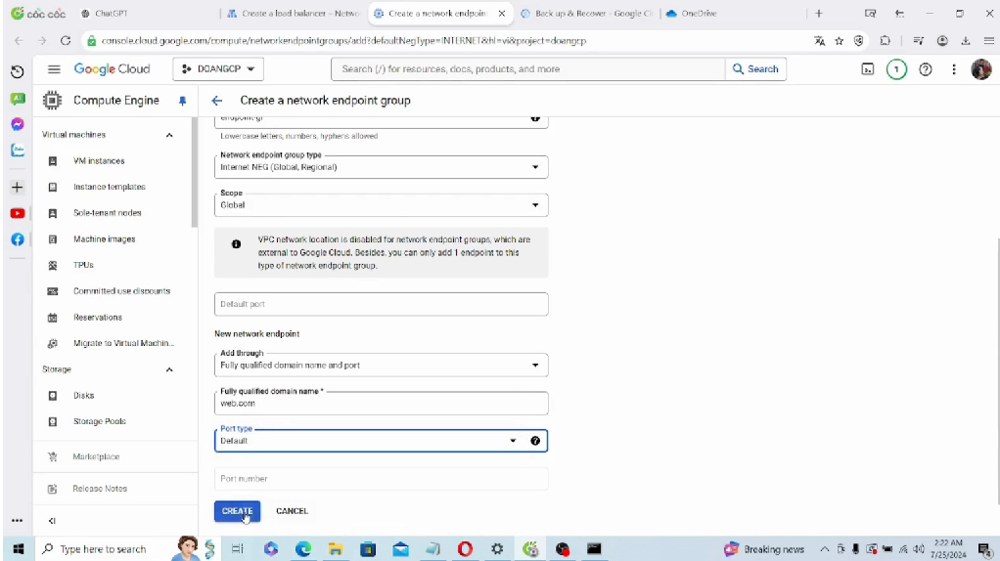 cốc cốc
ChatGPT
Create a load balancer – Netwo
Create a network endpoin
Back up & Recover - Google Cl
OneDrive
console.cloud.google.com/compute/networkendpointgroups/add?defaultNegType=INTERNET&hl=vi&project=doangcp
Google Cloud
DOANGCP
Search (/) for resources, docs, products, and more
Search
1
Compute Engine
Create a network endpoint group
Virtual machines
VM instances
Instance templates
Sole-tenant nodes
Machine images
TPUs
Committed use discounts
Reservations
Migrate to Virtual Machin...
Storage
Disks
Storage Pools
Marketplace
Release Notes
endpoint-gr
Lowercase letters, numbers, hyphens allowed
Network endpoint group type
Internet NEG (Global, Regional)
Scope
Global
VPC network location is disabled for network endpoint groups, which are
external to Google Cloud. Besides, you can only add 1 endpoint to this
type of network endpoint group.
Default port
New network endpoint
Add through
Fully qualified domain name and port
Fully qualified domain name *
web.com
Port type
Default
Port number
CREATE
CANCEL
Type here to search
Breaking news
2:22 AM
7/25/2024